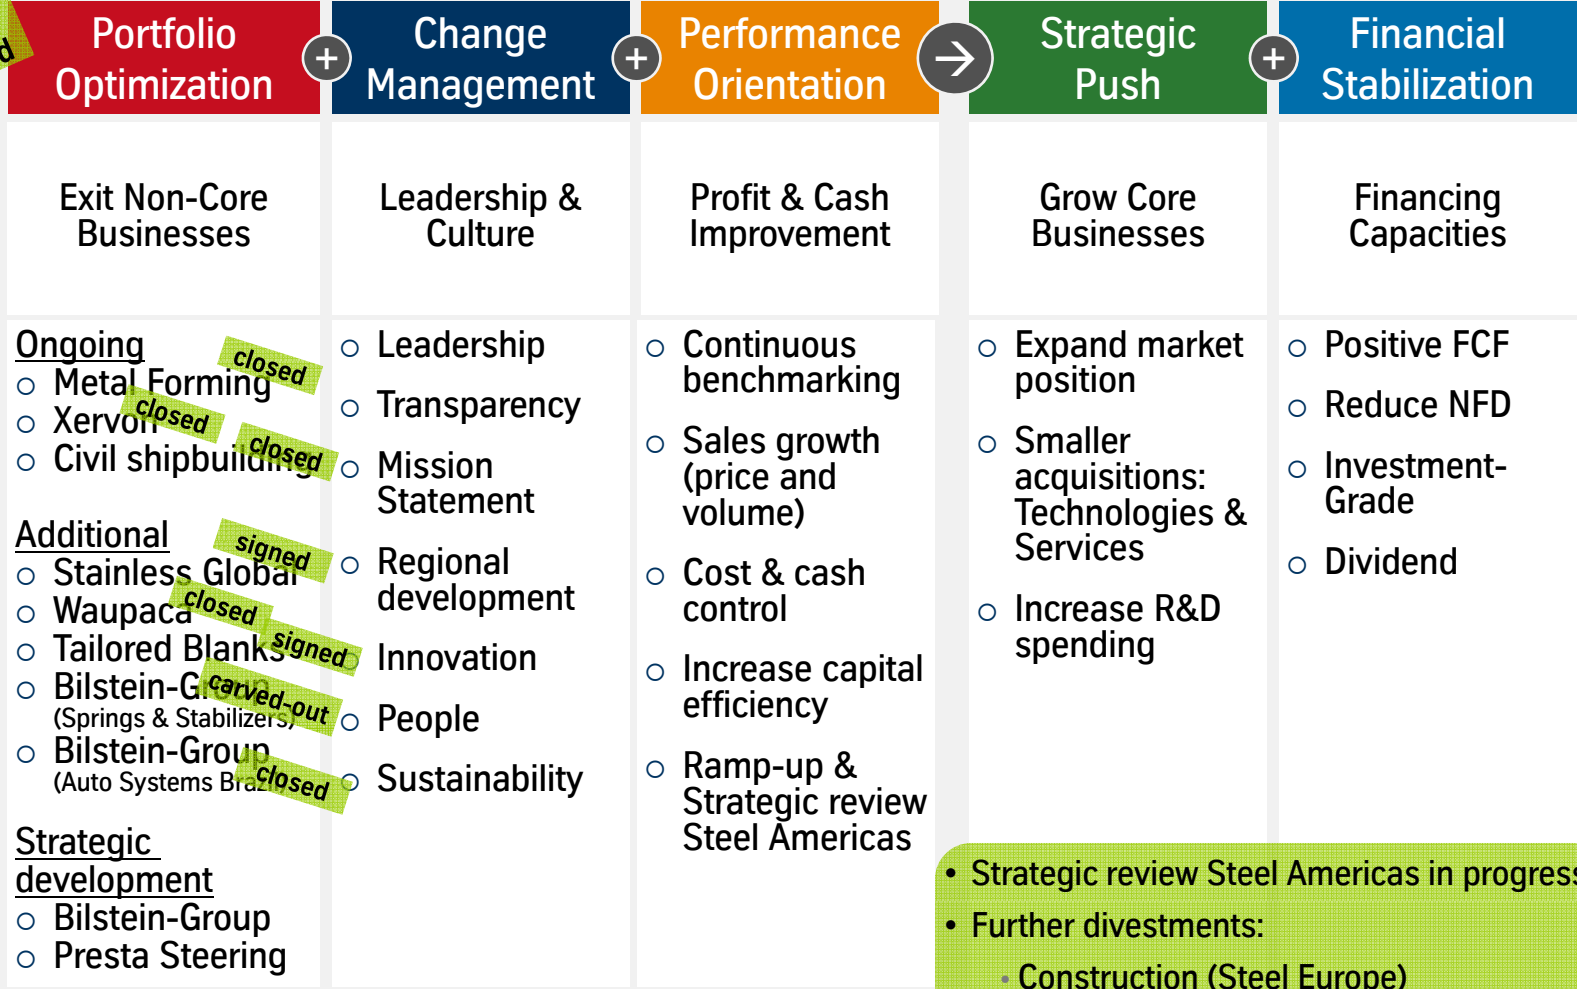 Portfolio
Optimization
+
Change
Management
+
Performance
Orientation
→
Strategic
Push
+
Financial
Stabilization
Exit Non-Core
Businesses
Leadership &
Culture
Profit & Cash
Improvement
Grow Core
Businesses
Financing
Capacities
Ongoing
○ Metal Forming
closed
○ Xervon
closed
○ Civil shipbuilding
closed
Additional
○ Stainless Global
signed
○ Waupaca
closed
○ Tailored Blanks
signed
○ Bilstein-Group
(Springs & Stabilizers)
carved-out
○ Bilstein-Group
(Auto Systems Brazil)
closed
Strategic
development
○ Bilstein-Group
○ Presta Steering
○ Leadership
○ Transparency
○ Mission
Statement
○ Regional
development
○ Innovation
○ People
○ Sustainability
○ Continuous
benchmarking
○ Sales growth
(price and
volume)
○ Cost & cash
control
○ Increase capital
efficiency
○ Ramp-up &
Strategic review
Steel Americas
○ Expand market
position
○ Smaller
acquisitions:
Technologies &
Services
○ Increase R&D
spending
○ Positive FCF
○ Reduce NFD
○ Investment-
Grade
○ Dividend
• Strategic review Steel Americas in progress
• Further divestments:
• Construction (Steel Europe)